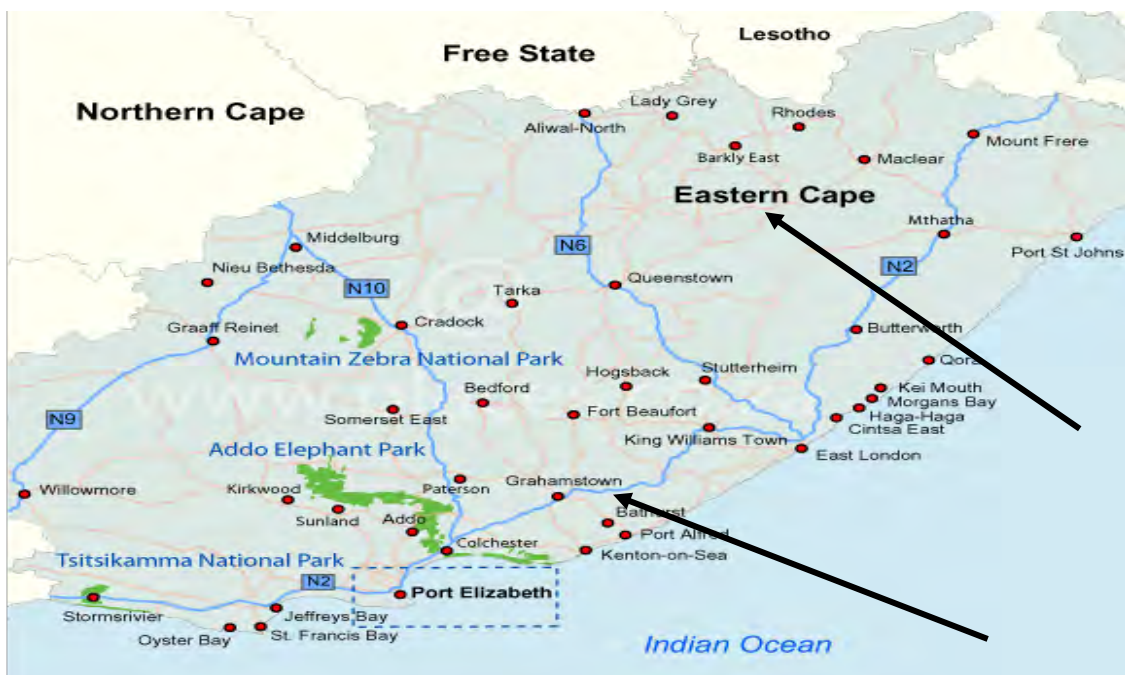 Lesotho
Free State
Northern Cape
Lady Grey
Rhodes
Aliwal-North
Barkly East
Maclear
Mount Frere
Eastern Cape
Mthatha
Middelburg
N6
Port St Johns
Nieu Bethesda
N2
N10
Queenstown
Tarka
Graaff Reinet
Cradock
Butterworth
Mountain Zebra National Park
Qora
Hogsback
Stutterheim
Kei Mouth
Bedford
Morgans Bay
N9
Somerset East
Fort Beaufort
Haga-Haga
King Williams Town
Cintsa East
Addo Elephant Park
East London
Willowmore
Kirkwood
Paterson
Grahamstown
Sunland
Addo
Bathurst
Port Alfred
Colchester
Kenton-on-Sea
Tsitsikamma National Park
N2
Port Elizabeth
Stormsrivier
Jeffreys Bay
Oyster Bay
St. Francis Bay
Indian Ocean